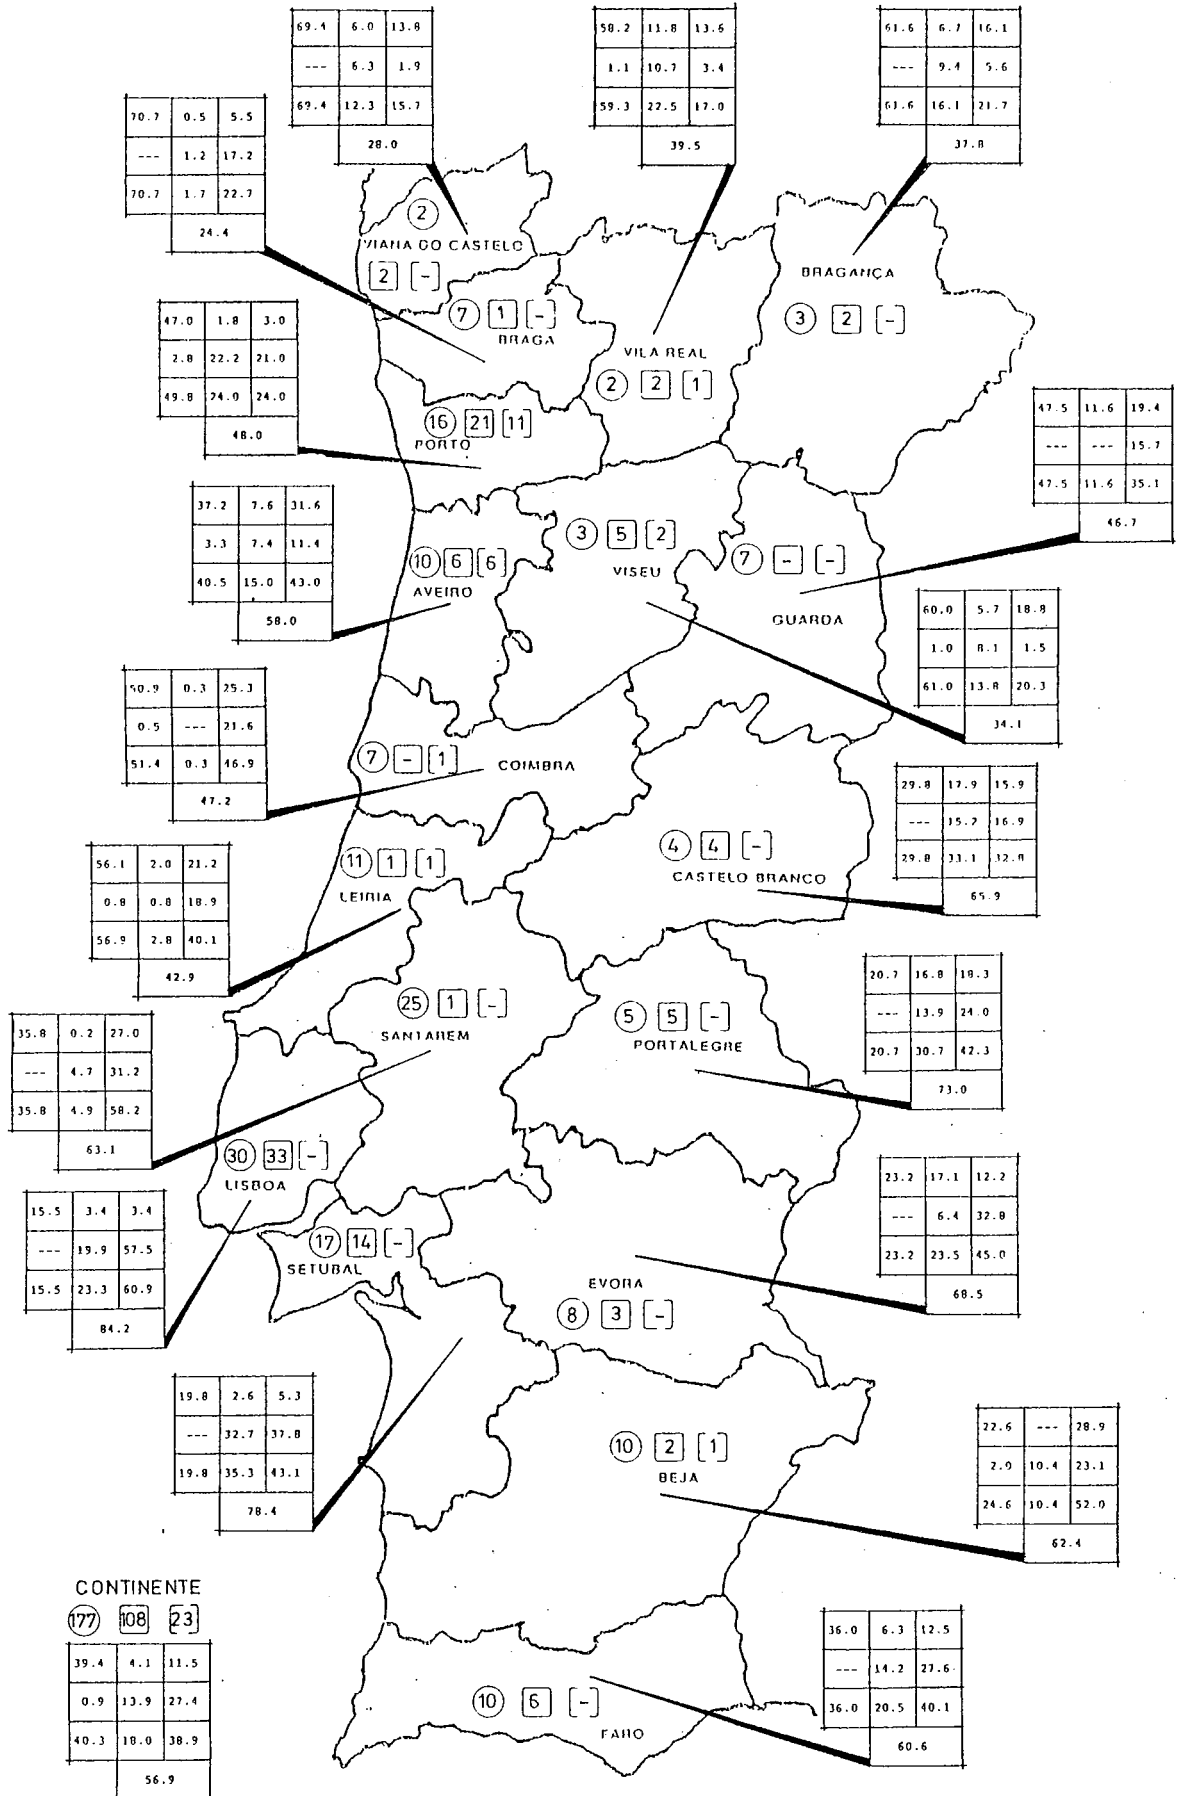 69.4 6.0 13.8
--- 6.3 1.9
69.4 12.3 15.7
28.0
58.2 11.8 13.6
1.1 10.7 3.4
59.3 22.5 17.0
39.5
61.6 6.7 16.1
--- 9.4 5.6
61.6 16.1 21.7
37.8
70.7 0.5 5.5
--- 1.2 17.2
70.7 1.7 22.7
24.4
2
VIANA DO CASTELO
2 -
7 1 -
BRAGA
BRAGANÇA
3 2 -
VILA REAL
2 2 1
47.0 1.8 3.0
2.8 22.2 21.0
49.8 24.0 24.0
48.0
16 21 11
PORTO
47.5 11.6 19.4
--- --- 15.7
47.5 11.6 35.1
46.7
37.2 7.6 31.6
3.3 7.4 11.4
40.5 15.0 43.0
58.0
10 6 6
AVEIRO
3 5 2
VISEU
7 - -
GUARDA
60.0 5.7 18.8
1.0 8.1 1.5
61.0 13.8 20.3
34.1
50.9 0.3 25.3
0.5 --- 21.6
51.4 0.3 46.9
47.2
7 - 1
COIMBRA
29.8 17.9 15.9
--- 15.2 16.9
29.8 33.1 32.8
65.9
4 4 -
CASTELO BRANCO
56.1 2.0 21.2
0.8 0.8 18.9
56.9 2.8 40.1
42.9
11 1 1
LEIRIA
25 1 -
SANTAREM
5 5 -
PORTALEGRE
20.7 16.8 18.3
--- 13.9 24.0
20.7 30.7 42.3
73.0
35.8 0.2 27.0
--- 4.7 31.2
35.8 4.9 58.2
63.1
30 33 -
LISBOA
23.2 17.1 12.2
--- 6.4 32.8
23.2 23.5 45.0
68.5
15.5 3.4 3.4
--- 19.9 57.5
15.5 23.3 60.9
84.2
17 14 -
SETUBAL
EVORA
8 3 -
19.8 2.6 5.3
--- 32.7 37.8
19.8 35.3 43.1
78.4
10 2 1
BEJA
22.6 --- 28.9
2.0 10.4 23.1
24.6 10.4 52.0
62.4
CONTINENTE
177 108 23
39.4 4.1 11.5
0.9 13.9 27.4
40.3 18.0 38.9
56.9
10 6 -
FARO
36.0 6.3 12.5
--- 14.2 27.6
36.0 20.5 40.1
60.6